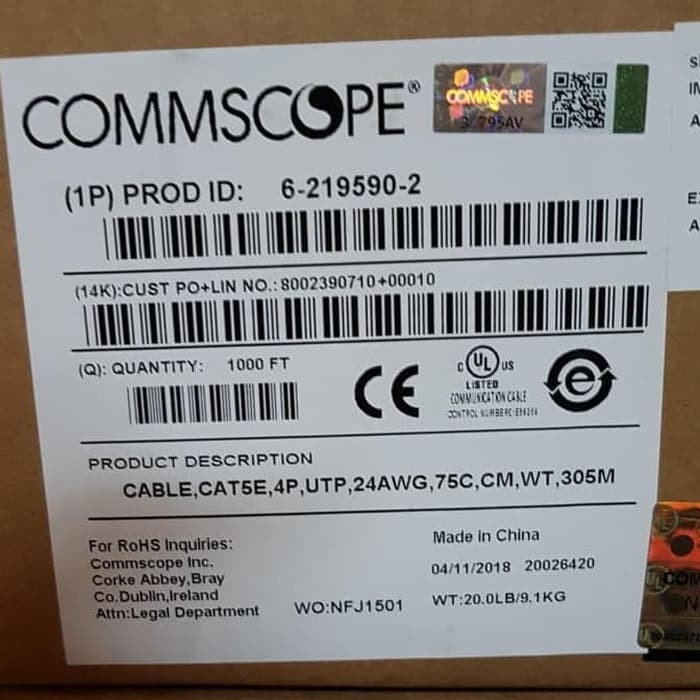 COMMSCOPE®
COMMSCOPE
(1P) PROD ID: 6-219590-2
(14K):CUST PO+LIN NO.:8002390710+00010
(Q): QUANTITY: 1000 FT
CE
C UL US
LISTED
COMMUNICATION CABLE
e
PRODUCT DESCRIPTION
CABLE,CAT5E,4P,UTP,24AWG,75C,CM,WT,305M
For RoHS Inquiries:
Commscope Inc.
Corke Abbey,Bray
Co.Dublin,Ireland
Attn:Legal Department
WO:NFJ1501
Made in China
04/11/2018 20026420
WT:20.0LB/9.1KG